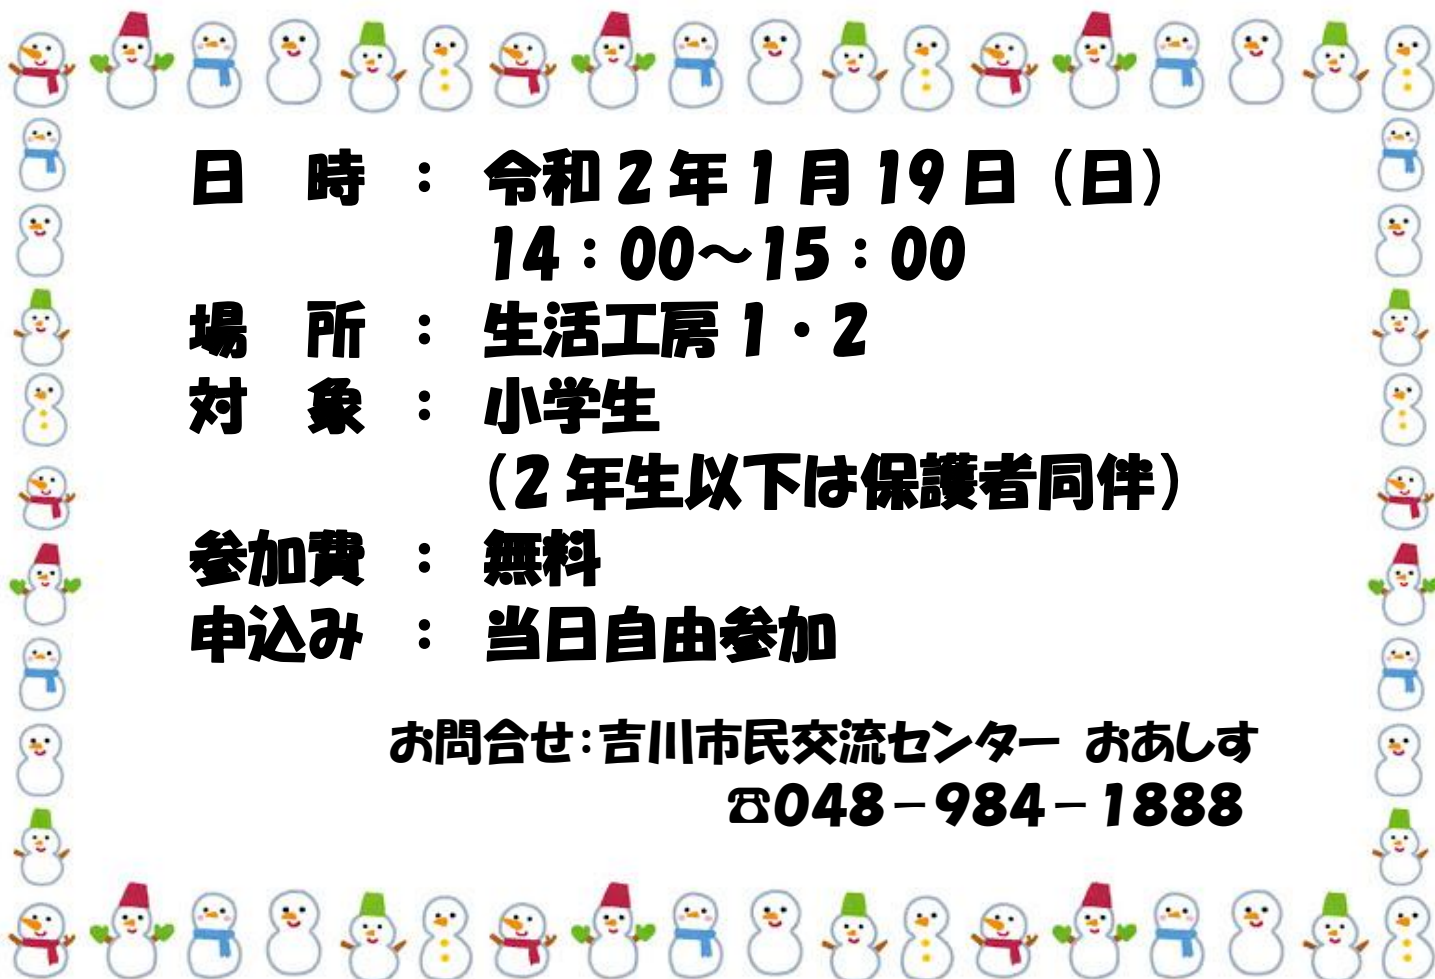 日　時　：　令和２年１月19日（日）
14：00～15：00
場　所　：　生活工房１・２
対　象　：　小学生
（２年生以下は保護者同伴）
参加費　：　無料
申込み　：　当日自由参加
お問合せ：吉川市民交流センター　おあしす
☎048－984－1888